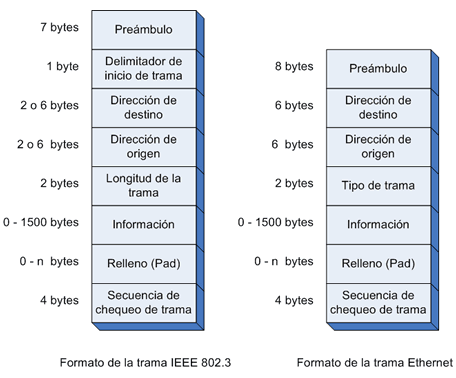 7 bytes
Preámbulo
1 byte
Delimitador de
inicio de trama
2 o 6 bytes
Dirección de
destino
2 o 6 bytes
Dirección de
origen
2 bytes
Longitud de la
trama
0 - 1500 bytes
Información
0 - n bytes
Relleno (Pad)
4 bytes
Secuencia de
chequeo de trama
Formato de la trama IEEE 802.3
8 bytes
Preámbulo
6 bytes
Dirección de
destino
6 bytes
Dirección de
origen
2 bytes
Tipo de trama
0 - 1500 bytes
Información
0 - n bytes
Relleno (Pad)
4 bytes
Secuencia de
chequeo de trama
Formato de la trama Ethernet